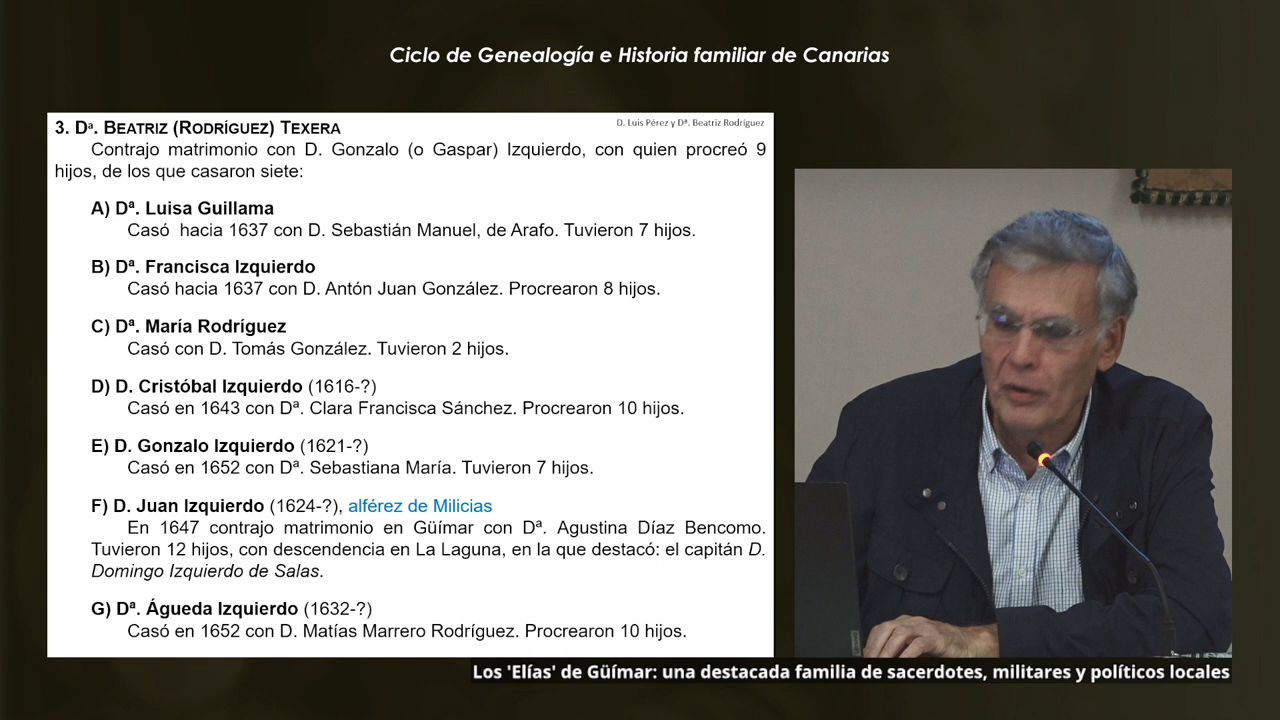 Ciclo de Genealogía e Historia familiar de Canarias
3. Dª. BEATRIZ (RODRÍGUEZ) TEXERA
D. Luis Pérez y Dª. Beatriz Rodríguez
Contrajo matrimonio con D. Gonzalo (o Gaspar) Izquierdo, con quien procreó 9
hijos, de los que casaron siete:
A) Dª. Luisa Guillama
Casó hacia 1637 con D. Sebastián Manuel, de Arafo. Tuvieron 7 hijos.
B) Dª. Francisca Izquierdo
Casó hacia 1637 con D. Antón Juan González. Procrearon 8 hijos.
C) Dª. María Rodríguez
Casó con D. Tomás González. Tuvieron 2 hijos.
D) D. Cristóbal Izquierdo (1616-?)
Casó en 1643 con Dª. Clara Francisca Sánchez. Procrearon 10 hijos.
E) D. Gonzalo Izquierdo (1621-?)
Casó en 1652 con Dª. Sebastiana María. Tuvieron 7 hijos.
F) D. Juan Izquierdo (1624-?), alférez de Milicias
En 1647 contrajo matrimonio en Güímar con Dª. Agustina Díaz Bencomo.
Tuvieron 12 hijos, con descendencia en La Laguna, en la que destacó: el capitán D.
Domingo Izquierdo de Salas.
G) Dª. Águeda Izquierdo (1632-?)
Casó en 1652 con D. Matías Marrero Rodríguez. Procrearon 10 hijos.
Los 'Elías' de Güímar: una destacada familia de sacerdotes, militares y políticos locales